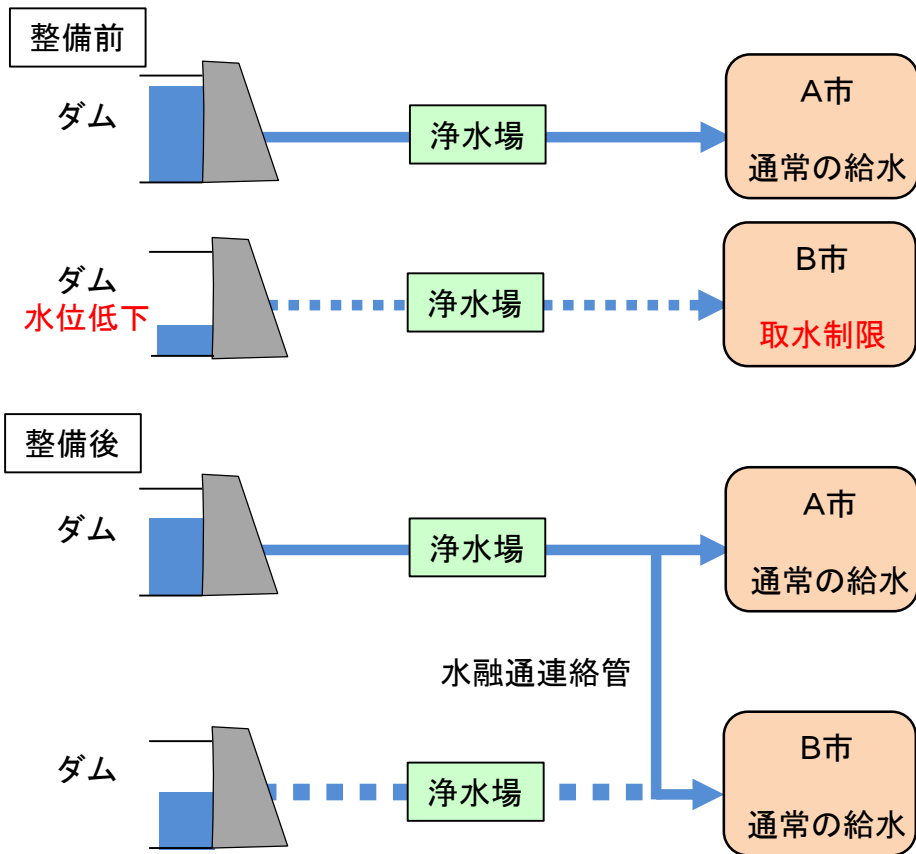 整備前
ダム
浄水場
A市
通常の給水
ダム
水位低下
浄水場
B市
取水制限
整備後
ダム
浄水場
A市
通常の給水
水融通連絡管
ダム
浄水場
B市
通常の給水